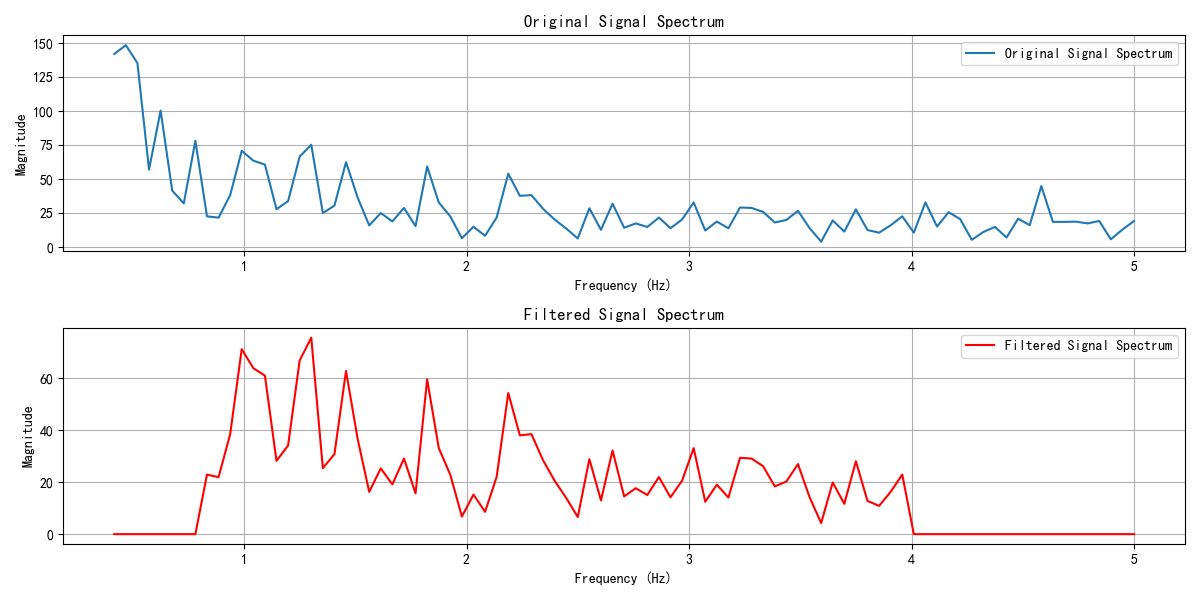 Original Signal Spectrum
150
125
100
75
50
25
0
Magnitude
Original Signal Spectrum
1 2 3 4 5
Frequency (Hz)
Filtered Signal Spectrum
60
40
20
0
Magnitude
Filtered Signal Spectrum
1 2 3 4 5
Frequency (Hz)